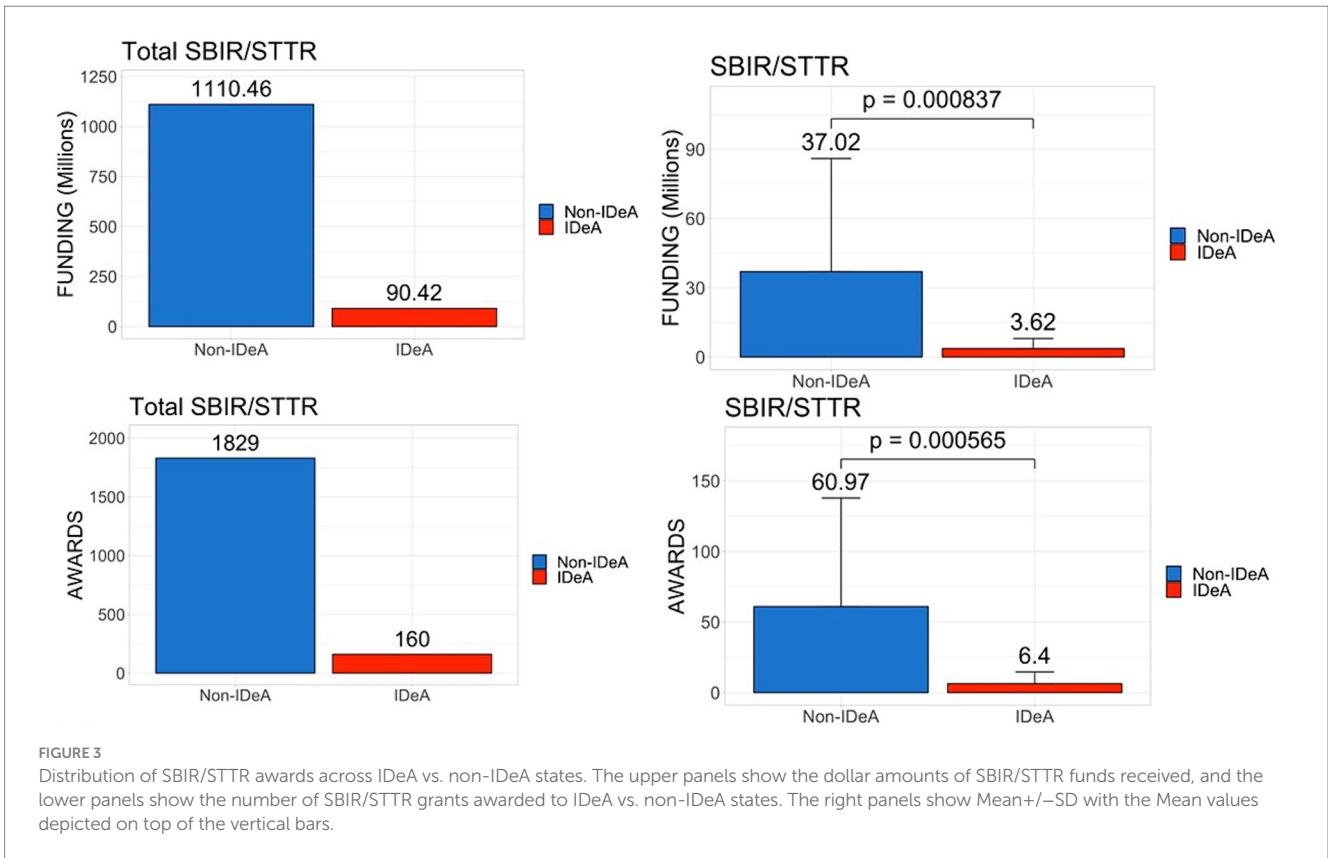 Total SBIR/STTR
FUNDING (Millions)
1250
1000
750
500
250
0
1110.46
90.42
Non-IDeA
IDeA
Non-IDeA
IDeA
SBIR/STTR
p = 0.000837
FUNDING (Millions)
90
60
30
0
37.02
3.62
Non-IDeA
IDeA
Non-IDeA
IDeA
Total SBIR/STTR
AWARDS
2000
1500
1000
500
0
1829
160
Non-IDeA
IDeA
Non-IDeA
IDeA
SBIR/STTR
p = 0.000565
AWARDS
150
100
50
0
60.97
6.4
Non-IDeA
IDeA
Non-IDeA
IDeA
FIGURE 3
Distribution of SBIR/STTR awards across IDeA vs. non-IDeA states. The upper panels show the dollar amounts of SBIR/STTR funds received, and the
lower panels show the number of SBIR/STTR grants awarded to IDeA vs. non-IDeA states. The right panels show Mean+/−SD with the Mean values
depicted on top of the vertical bars.